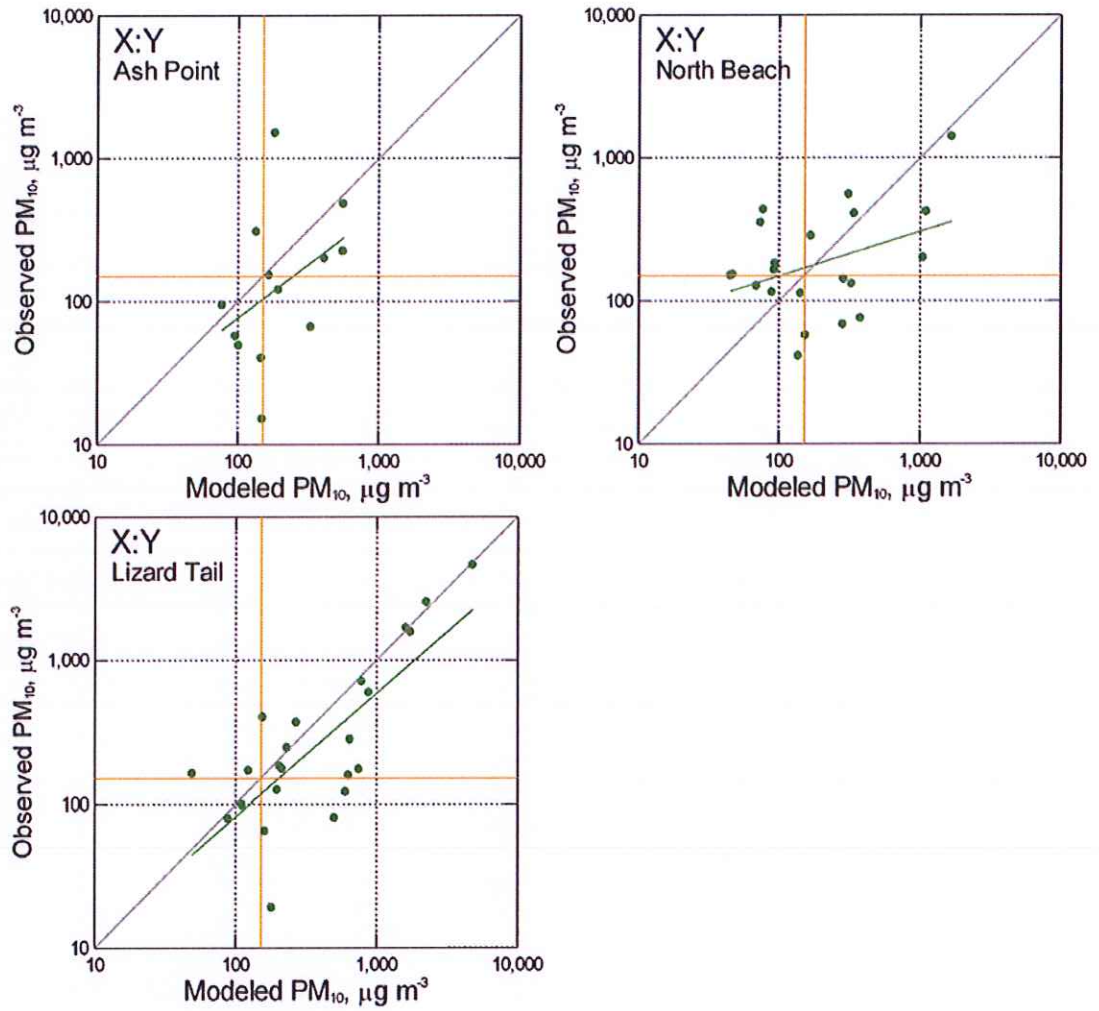 10,000
X:Y
Ash Point
1,000
100
10
Observed PM₁₀, μg m⁻³
10 100 1,000 10,000
Modeled PM₁₀, μg m⁻³
10,000
X:Y
North Beach
1,000
100
10
Observed PM₁₀, μg m⁻³
10 100 1,000 10,000
Modeled PM₁₀, μg m⁻³
10,000
X:Y
Lizard Tail
1,000
100
10
Observed PM₁₀, μg m⁻³
10 100 1,000 10,000
Modeled PM₁₀, μg m⁻³